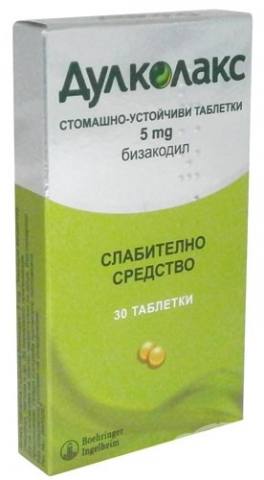 Дулколакс
СТОМАШНО-УСТОЙЧИВИ ТАБЛЕТКИ
5 mg
бизакодил
СЛАБИТЕЛНО
СРЕДСТВО
30 ТАБЛЕТКИ
Boehringer
Ingelheim